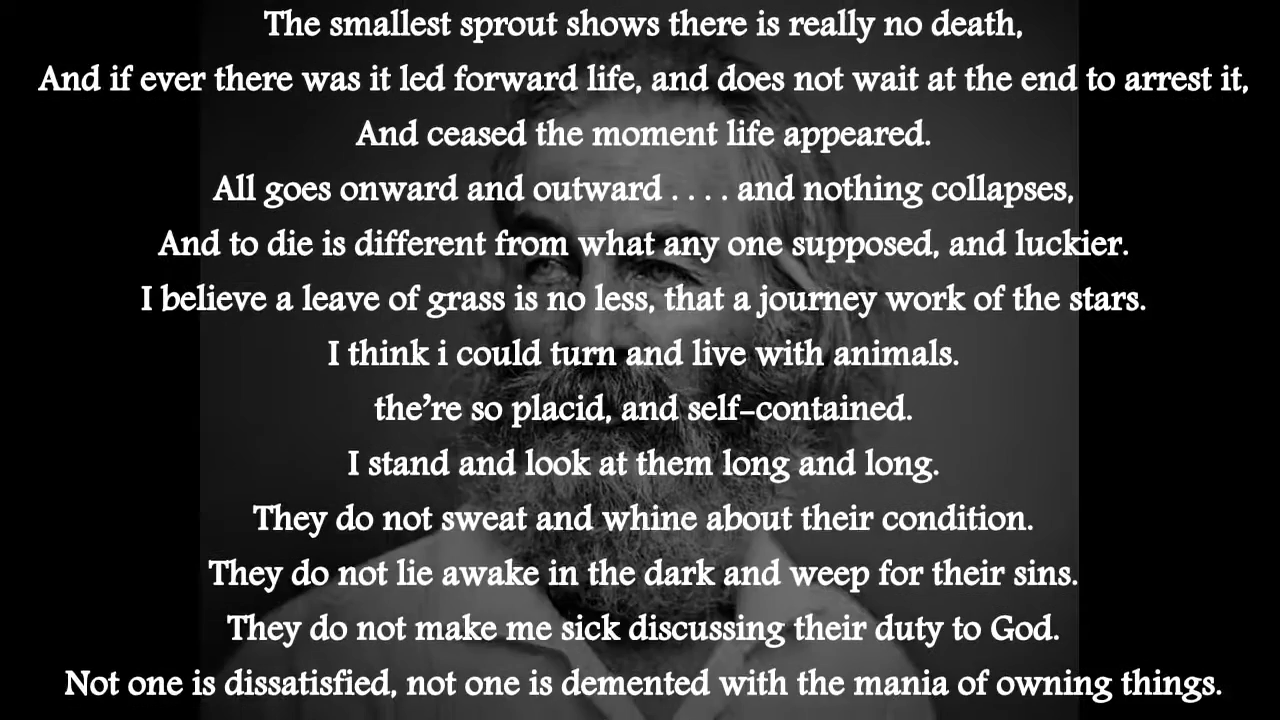 The smallest sprout shows there is really no death,
And if ever there was it led forward life, and does not wait at the end to arrest it,
And ceased the moment life appeared.
All goes onward and outward . . . . and nothing collapses,
And to die is different from what any one supposed, and luckier.
I believe a leave of grass is no less, that a journey work of the stars.
I think i could turn and live with animals.
the're so placid, and self-contained.
I stand and look at them long and long.
They do not sweat and whine about their condition.
They do not lie awake in the dark and weep for their sins.
They do not make me sick discussing their duty to God.
Not one is dissatisfied, not one is demented with the mania of owning things.